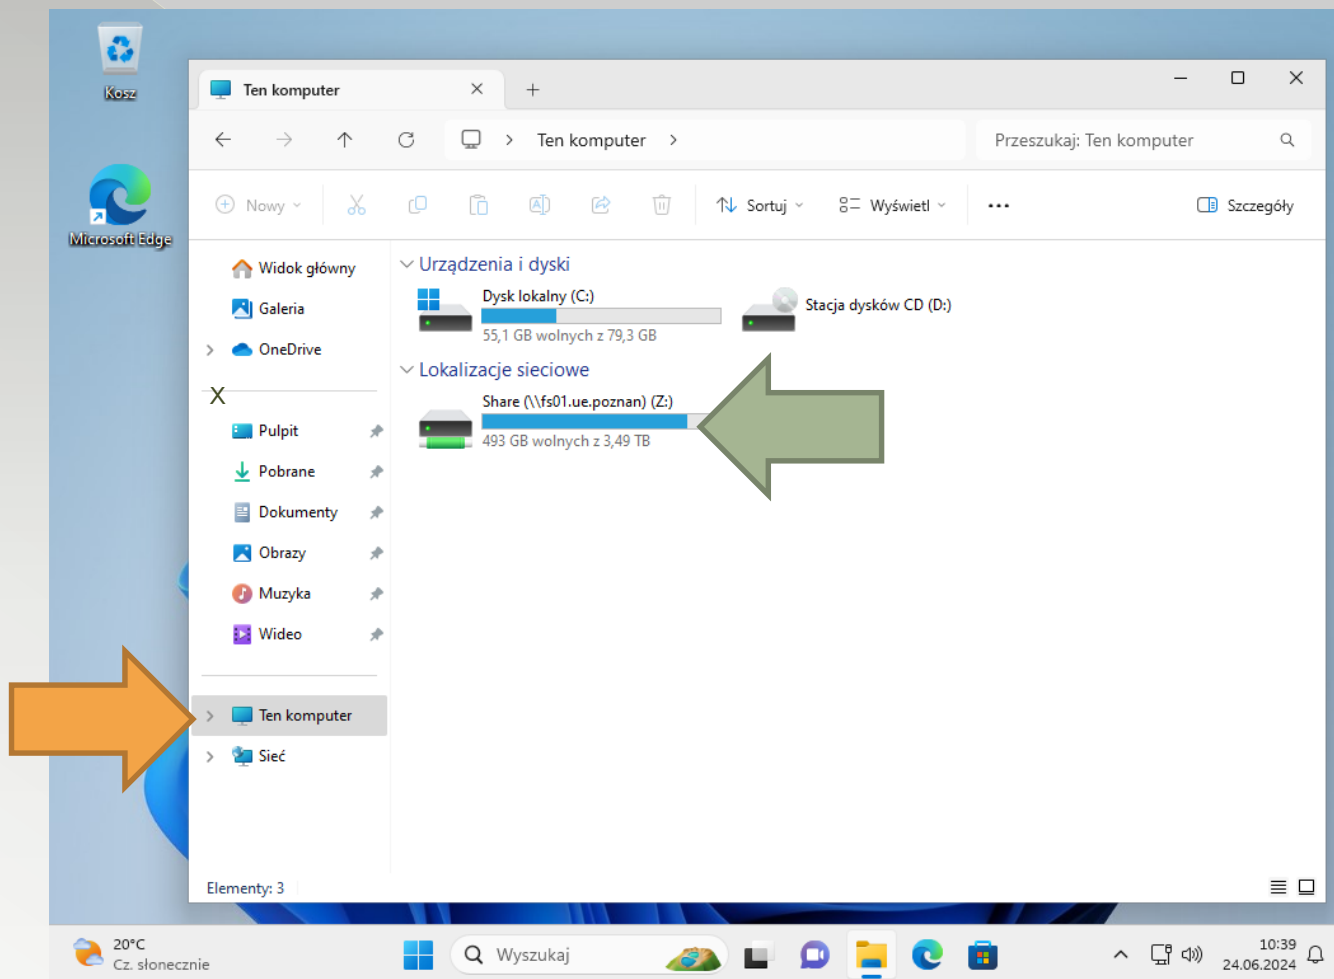 Kosz
Microsoft Edge
Ten komputer
Ten komputer
Przeszukaj: Ten komputer
Nowy
Sortuj
Wyświetl
Szczegóły
Widok główny
Galeria
OneDrive
X
Pulpit
Pobrane
Dokumenty
Obrazy
Muzyka
Wideo
Ten komputer
Sieć
Urządzenia i dyski
Dysk lokalny (C:)
55,1 GB wolnych z 79,3 GB
Stacja dysków CD (D:)
Lokalizacje sieciowe
Share (\\fs01.ue.poznan) (Z:)
493 GB wolnych z 3,49 TB
Elementy: 3
20°C
Cz. słonecznie
Wyszukaj
10:39
24.06.2024